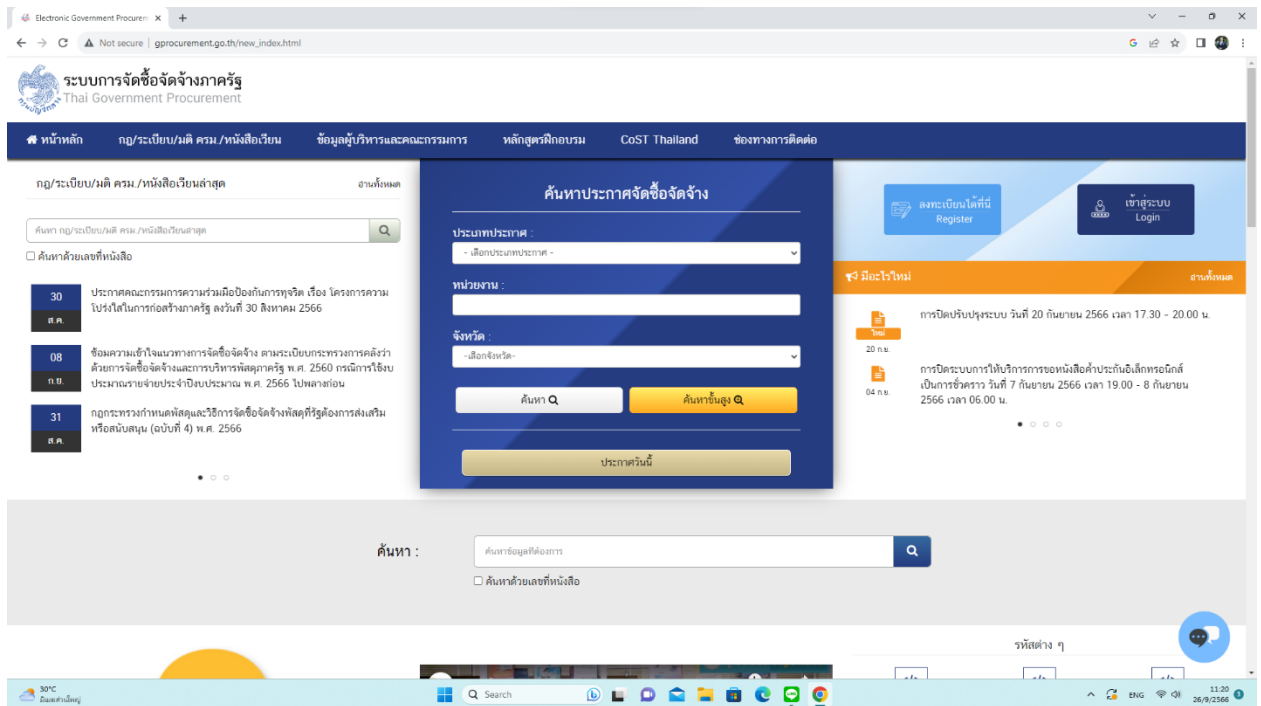 Electronic Government Procurem
Not secure | gprocurement.go.th/new_index.html
ระบบการจัดซื้อจัดจ้างภาครัฐ
Thai Government Procurement
หน้าหลัก กฎ/ระเบียบ/มติ ครม./หนังสือเวียน ข้อมูลผู้บริหารและคณะกรรมการ หลักสูตรฝึกอบรม CoST Thailand ช่องทางการติดต่อ
กฎ/ระเบียบ/มติ ครม./หนังสือเวียนล่าสุด อ่านทั้งหมด
ค้นหา กฎ/ระเบียบ/มติ ครม./หนังสือเวียนล่าสุด
ค้นหาด้วยเลขที่หนังสือ
30 ส.ค.
ประกาศคณะกรรมการความร่วมมือป้องกันการทุจริต เรื่อง โครงการความ
โปร่งใสในการก่อสร้างภาครัฐ ลงวันที่ 30 สิงหาคม 2566
08 ก.ย.
ซ้อมความเข้าใจแนวทางการจัดซื้อจัดจ้าง ตามระเบียบกระทรวงการคลังว่า
ด้วยการจัดซื้อจัดจ้างและการบริหารพัสดุภาครัฐ พ.ศ. 2560 กรณีการใช้งบ
ประมาณรายจ่ายประจำปีงบประมาณ พ.ศ. 2566 ไปพลางก่อน
31 ส.ค.
กฎกระทรวงกำหนดพัสดุและวิธีการจัดซื้อจัดจ้างพัสดุที่รัฐต้องการส่งเสริม
หรือสนับสนุน (ฉบับที่ 4) พ.ศ. 2566
ค้นหาประกาศจัดซื้อจัดจ้าง
ประเภทประกาศ :
- เลือกประเภทประกาศ -
หน่วยงาน :
จังหวัด :
-เลือกจังหวัด-
ค้นหา ค้นหาขั้นสูง
ประกาศวันนี้
ลงทะเบียนได้ที่นี่
Register
เข้าสู่ระบบ
Login
มีอะไรใหม่ อ่านทั้งหมด
ใหม่
20 ก.ย.
การปิดปรับปรุงระบบ วันที่ 20 กันยายน 2566 เวลา 17.30 - 20.00 น.
04 ก.ย.
การปิดระบบการให้บริการการขอหนังสือค้ำประกันอิเล็กทรอนิกส์
เป็นการชั่วคราว วันที่ 7 กันยายน 2566 เวลา 19.00 - 8 กันยายน
2566 เวลา 06.00 น.
ค้นหา :
ค้นหาข้อมูลที่ต้องการ
ค้นหาด้วยเลขที่หนังสือ
รหัสต่าง ๆ
30°C
Search
ENG
11:20
26/9/2566